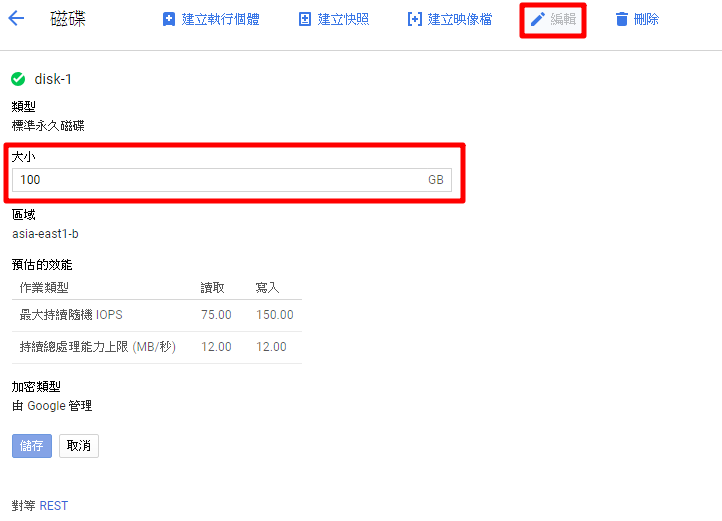 磁碟 建立執行個體 建立快照 建立映像檔 編輯 刪除
disk-1
類型
標準永久磁碟
大小
100 GB
區域
asia-east1-b
預估的效能
作業類型 讀取 寫入
最大持續隨機 IOPS 75.00 150.00
持續總處理能力上限 (MB/秒) 12.00 12.00
加密類型
由 Google 管理
儲存 取消
對等 REST